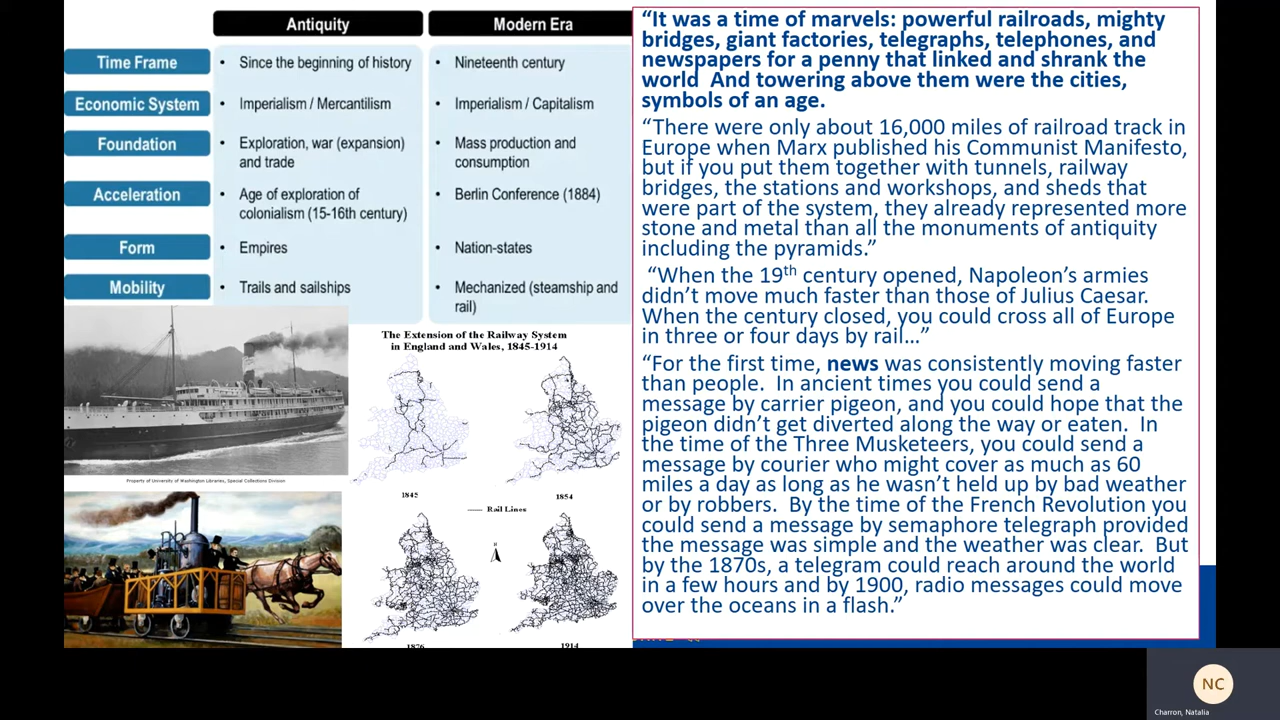 Antiquity
Modern Era
Time Frame
• Since the beginning of history
• Nineteenth century
Economic System
• Imperialism / Mercantilism
• Imperialism / Capitalism
Foundation
• Exploration, war (expansion)
and trade
• Mass production and
consumption
Acceleration
• Age of exploration of
colonialism (15-16th century)
• Berlin Conference (1884)
Form
• Empires
• Nation-states
Mobility
• Trails and sailships
• Mechanized (steamship and
rail)
Property of University of Washington Libraries, Special Collections Division
The Extension of the Railway System
in England and Wales, 1845-1914
1845
1854
Rail Lines
N
1876
1914
“It was a time of marvels: powerful railroads, mighty
bridges, giant factories, telegraphs, telephones, and
newspapers for a penny that linked and shrank the
world And towering above them were the cities,
symbols of an age.
“There were only about 16,000 miles of railroad track in
Europe when Marx published his Communist Manifesto,
but if you put them together with tunnels, railway
bridges, the stations and workshops, and sheds that
were part of the system, they already represented more
stone and metal than all the monuments of antiquity
including the pyramids.”
“When the 19th century opened, Napoleon’s armies
didn’t move much faster than those of Julius Caesar.
When the century closed, you could cross all of Europe
in three or four days by rail…”
“For the first time, news was consistently moving faster
than people. In ancient times you could send a
message by carrier pigeon, and you could hope that the
pigeon didn’t get diverted along the way or eaten. In
the time of the Three Musketeers, you could send a
message by courier who might cover as much as 60
miles a day as long as he wasn’t held up by bad weather
or by robbers. By the time of the French Revolution you
could send a message by semaphore telegraph provided
the message was simple and the weather was clear. But
by the 1870s, a telegram could reach around the world
in a few hours and by 1900, radio messages could move
over the oceans in a flash.”
NC
Charron, Natalia